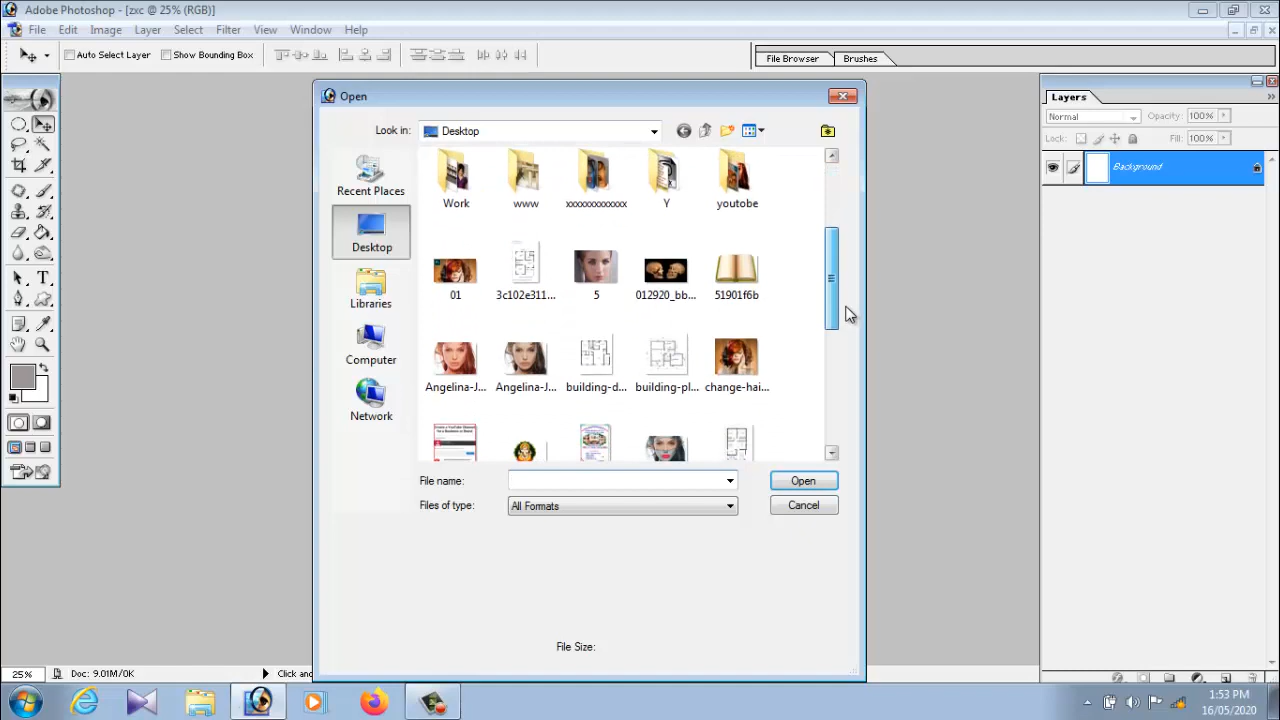 Adobe Photoshop - [zxc @ 25% (RGB)]
File Edit Image Layer Select Filter View Window Help
Auto Select Layer Show Bounding Box
File Browser Brushes
Open
Look in: Desktop
Recent Places
Desktop
Libraries
Computer
Network
Work www xxxxxxxxxxxx Y youtobe
01 3c102e311... 5 012920_bb... 51901f6b
Angelina-J... Angelina-J... building-d... building-pl... change-hai...
File name: Open
Files of type: All Formats Cancel
File Size:
Layers
Normal Opacity: 100%
Lock: Fill: 100%
Background
25% Doc: 9.01M/0K Click and
1:53 PM
16/05/2020